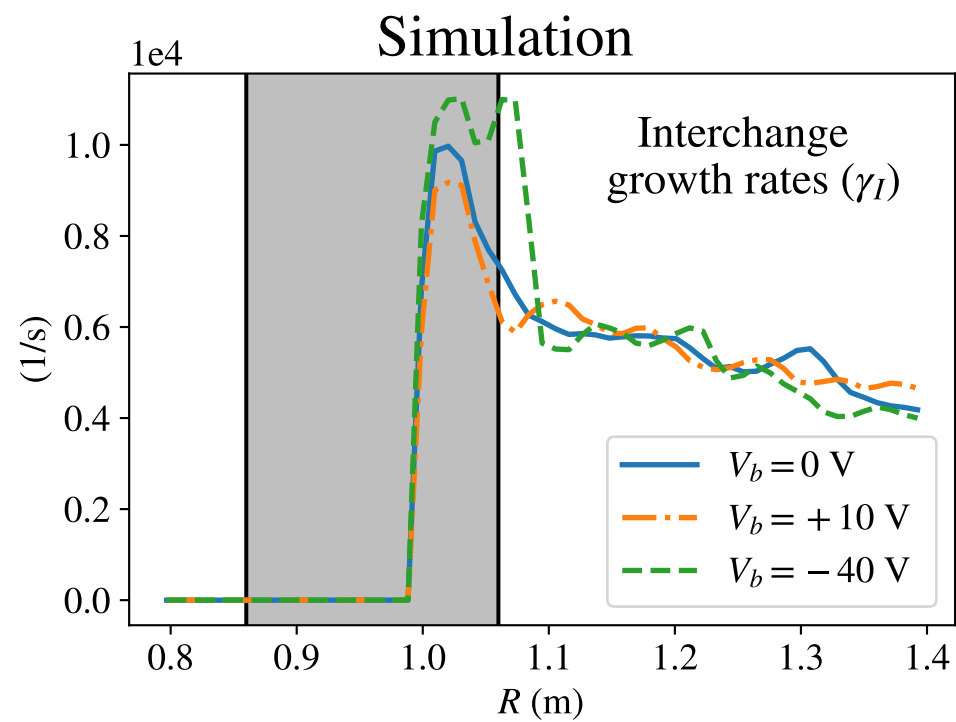 Simulation
1e4
Interchange
growth rates (γ_I)
1.0
0.8
0.6
0.4
0.2
0.0
(1/s)
V_b = 0 V
V_b = +10 V
V_b = −40 V
0.8 0.9 1.0 1.1 1.2 1.3 1.4
R (m)